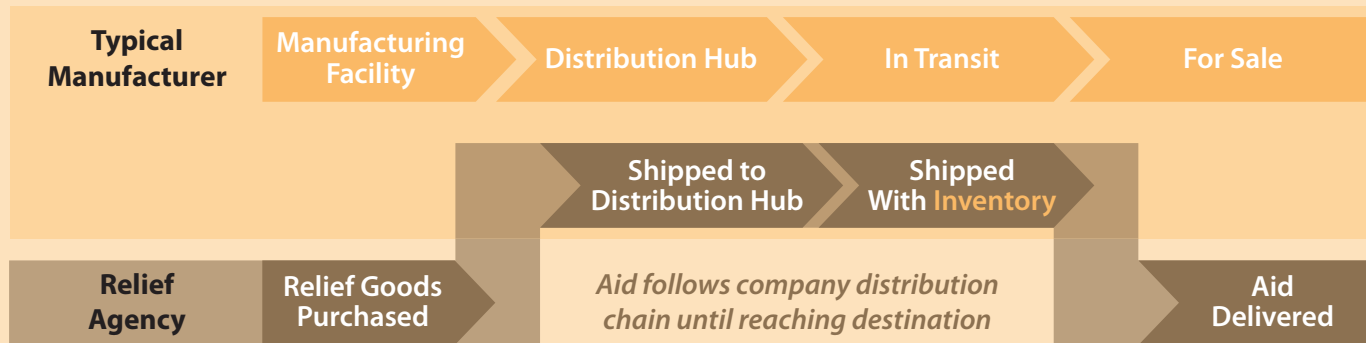 Typical
Manufacturer
Manufacturing
Facility
Distribution Hub
In Transit
For Sale
Shipped to
Distribution Hub
Shipped
With Inventory
Relief
Agency
Relief Goods
Purchased
Aid follows company distribution
chain until reaching destination
Aid
Delivered